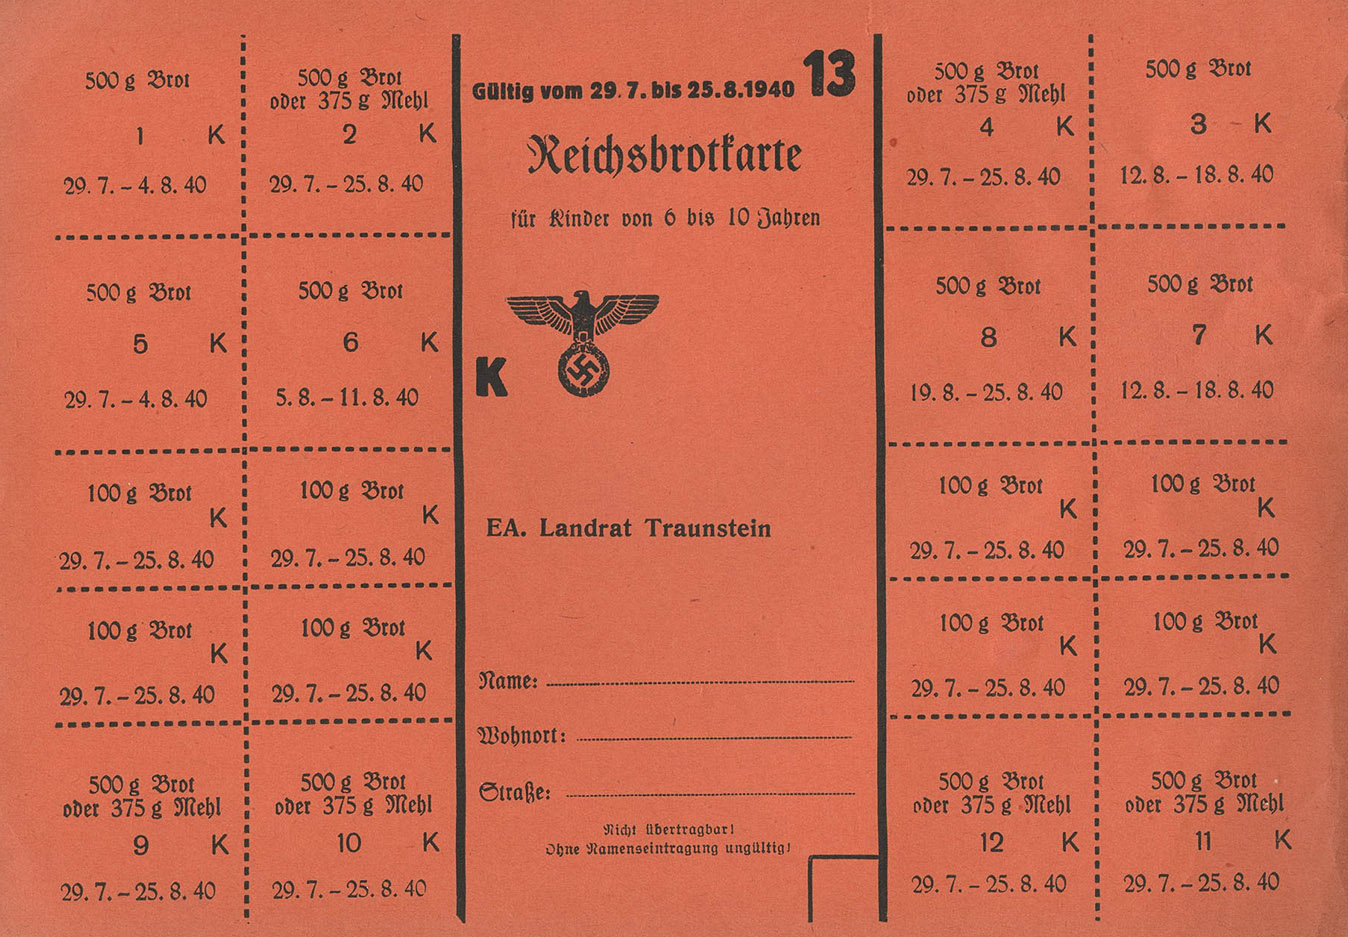 500 g Brot
1 K
29. 7. – 4. 8. 40
500 g Brot
oder 375 g Mehl
2 K
29. 7. – 25. 8. 40
500 g Brot
5 K
29. 7. – 4. 8. 40
500 g Brot
6 K
5. 8. – 11. 8. 40
100 g Brot
K
29. 7. – 25. 8. 40
100 g Brot
K
29. 7. – 25. 8. 40
100 g Brot
K
29. 7. – 25. 8. 40
100 g Brot
K
29. 7. – 25. 8. 40
500 g Brot
oder 375 g Mehl
9 K
29. 7. – 25. 8. 40
500 g Brot
oder 375 g Mehl
10 K
29. 7. – 25. 8. 40
Gültig vom 29. 7. bis 25. 8. 1940 13
Reichsbrotkarte
für Kinder von 6 bis 10 Jahren
K
EA. Landrat Traunstein
Name:
Wohnort:
Straße:
Nicht übertragbar!
Ohne Namenseintragung ungültig!
500 g Brot
oder 375 g Mehl
4 K
29. 7. – 25. 8. 40
500 g Brot
3 K
12. 8. – 18. 8. 40
500 g Brot
8 K
19. 8. – 25. 8. 40
500 g Brot
7 K
12. 8. – 18. 8. 40
100 g Brot
K
29. 7. – 25. 8. 40
100 g Brot
K
29. 7. – 25. 8. 40
100 g Brot
K
29. 7. – 25. 8. 40
100 g Brot
K
29. 7. – 25. 8. 40
500 g Brot
oder 375 g Mehl
12 K
29. 7. – 25. 8. 40
500 g Brot
oder 375 g Mehl
11 K
29. 7. – 25. 8. 40